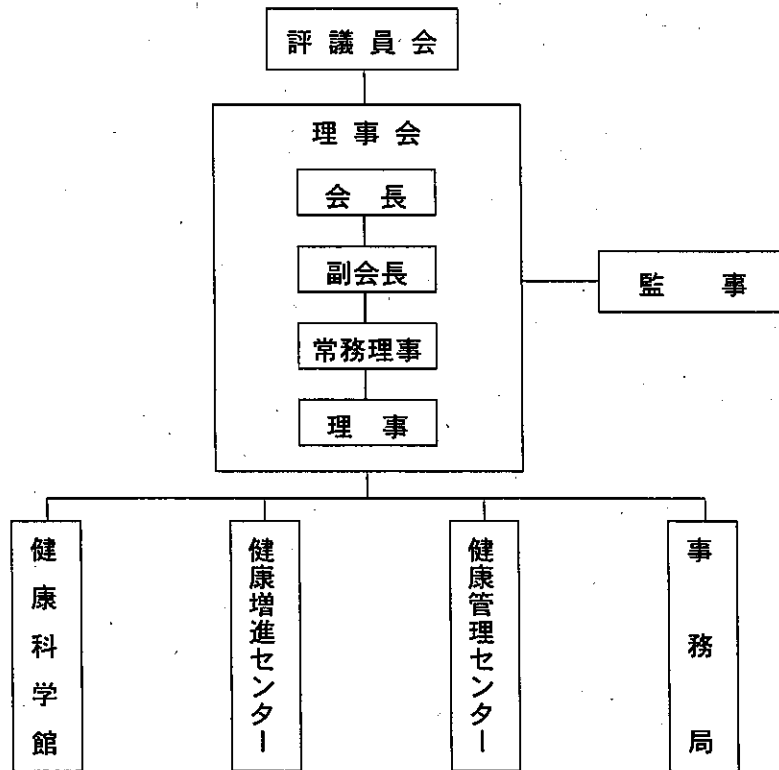 評議員会
理事会
会長
副会長
監事
常務理事
理事
健康科学館
健康増進センター
健康管理センター
事務局